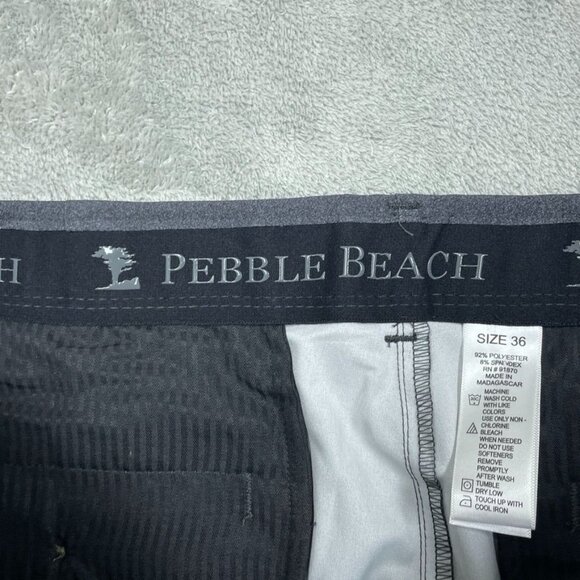 H PEBBLE BEACH
SIZE 36
92% POLYESTER
8% SPANDEX
RN # 91870
MADE IN
MADAGASCAR
MACHINE
WASH COLD
WITH LIKE
COLORS
USE ONLY NON -
CHLORINE
BLEACH
WHEN NEEDED
DO NOT USE
SOFTENERS
REMOVE
PROMPTLY
AFTER WASH
TUMBLE
DRY LOW
TOUCH UP WITH
COOL IRON